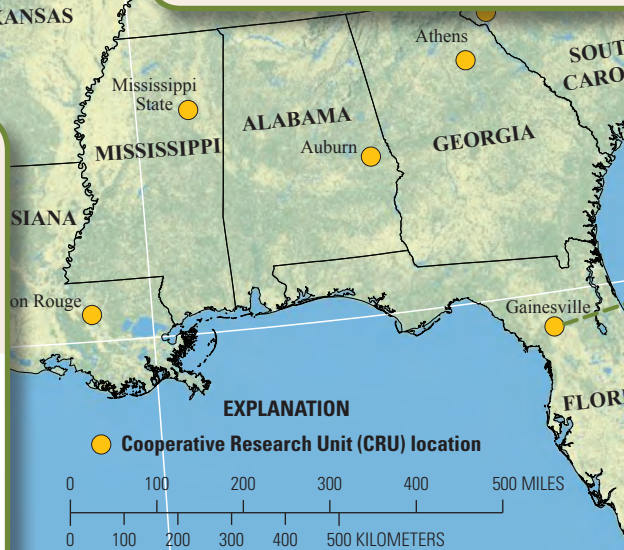 KANSAS
Athens
SOUT
CARO
Mississippi
State
ALABAMA
MISSISSIPPI
Auburn
GEORGIA
SIANA
on Rouge
Gainesville
FLORI
EXPLANATION
Cooperative Research Unit (CRU) location
0 100 200 300 400 500 MILES
0 100 200 300 400 500 KILOMETERS